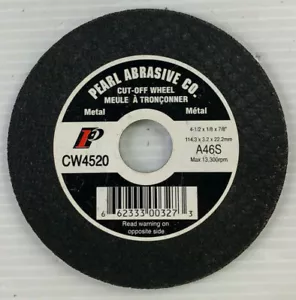 PEARL ABRASIVE CO.
CUT-OFF WHEEL
MEULE À TRONÇONNER
Metal
Métal
P
CW4520
4-1/2 x 1/8 x 7/8"
114.3 x 3.2 x 22.2mm
A46S
Max 13,300rpm
6 62333 00327 3
Read warning on
opposite side